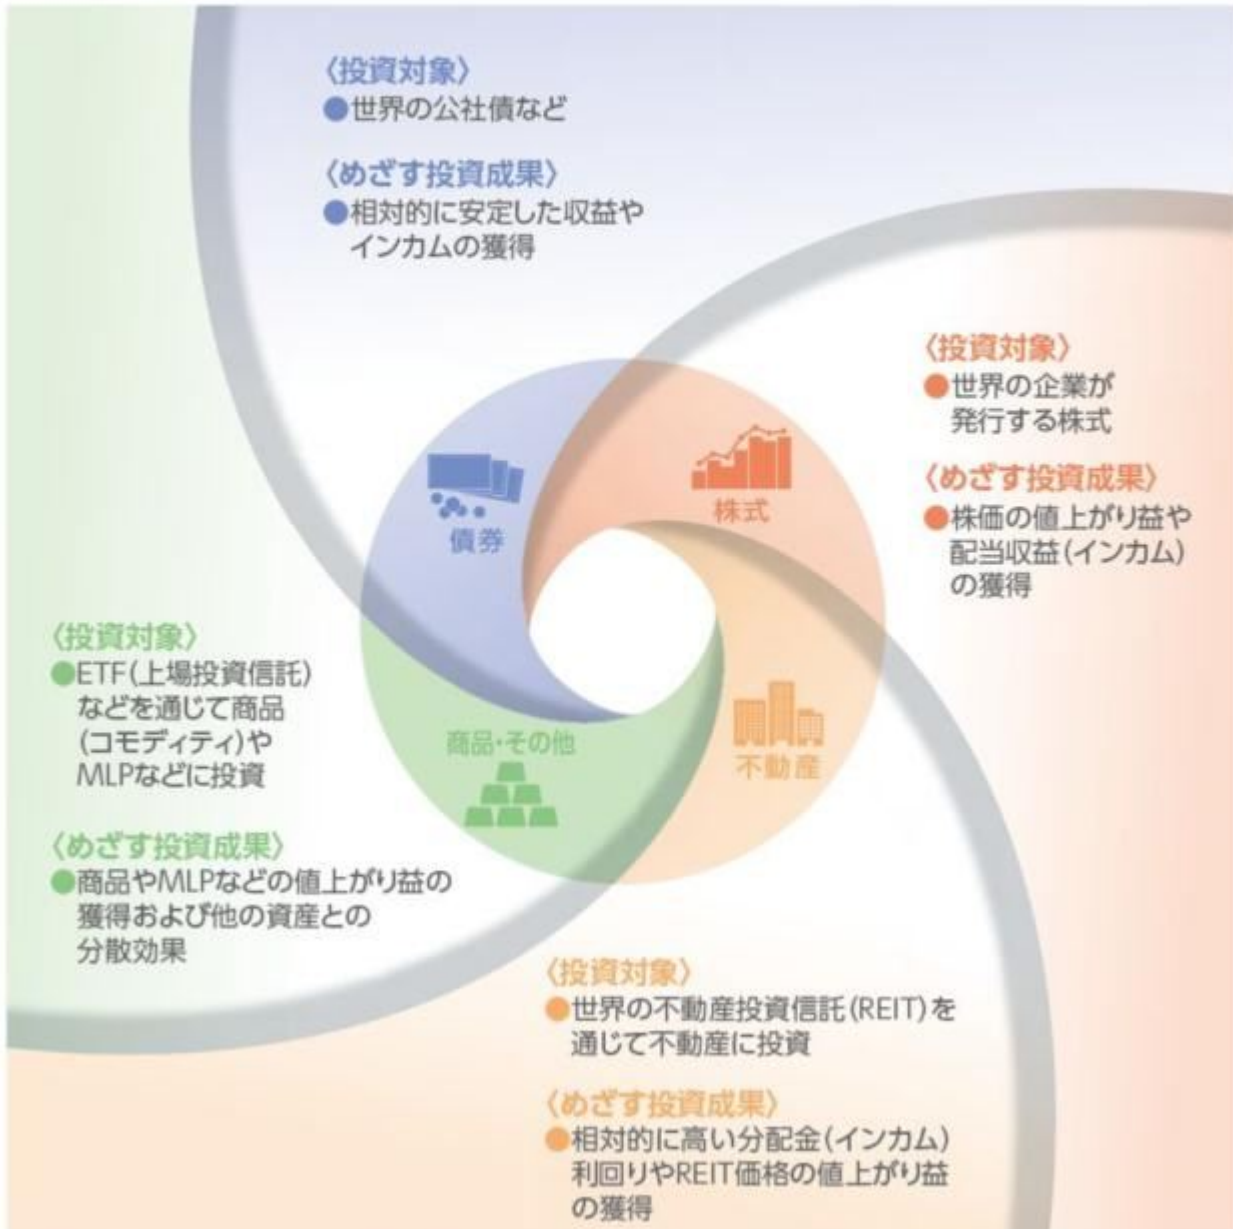 〈投資対象〉
●世界の公社債など
〈めざす投資成果〉
●相対的に安定した収益や
インカムの獲得
〈投資対象〉
●世界の企業が
発行する株式
〈めざす投資成果〉
●株価の値上がり益や
配当収益(インカム)
の獲得
債券
株式
商品・その他
不動産
〈投資対象〉
●ETF(上場投資信託)
などを通じて商品
(コモディティ)や
MLPなどに投資
〈めざす投資成果〉
●商品やMLPなどの値上がり益の
獲得および他の資産との
分散効果
〈投資対象〉
●世界の不動産投資信託(REIT)を
通じて不動産に投資
〈めざす投資成果〉
●相対的に高い分配金(インカム)
利回りやREIT価格の値上がり益
の獲得